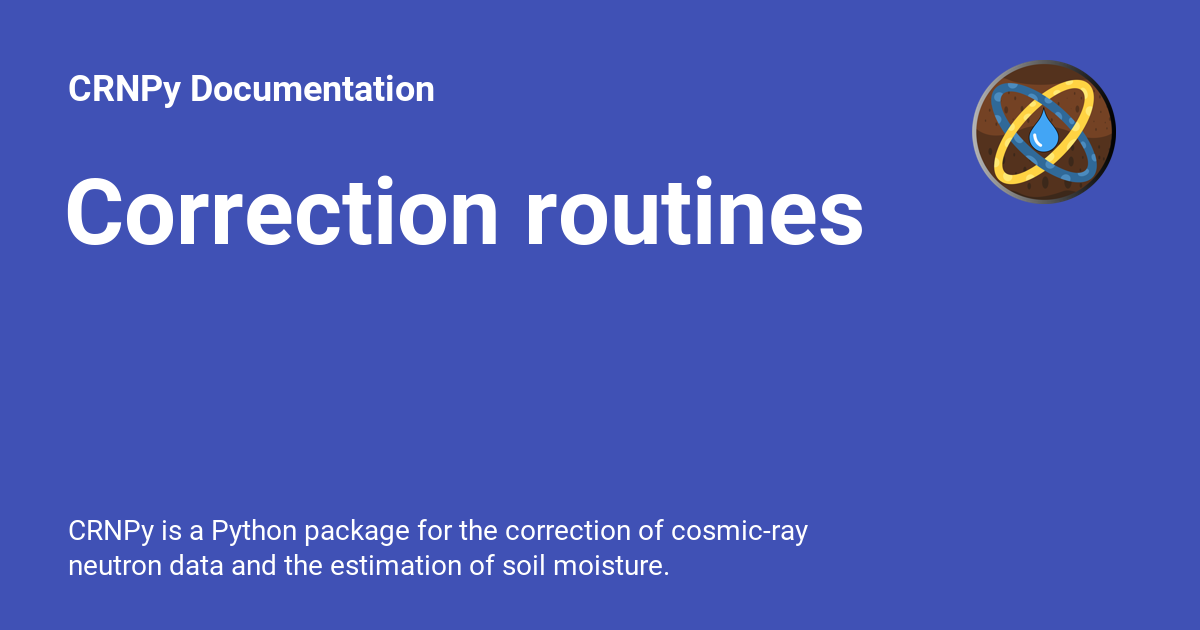 CRNPy Documentation
Correction routines
CRNPy is a Python package for the correction of cosmic-ray
neutron data and the estimation of soil moisture.